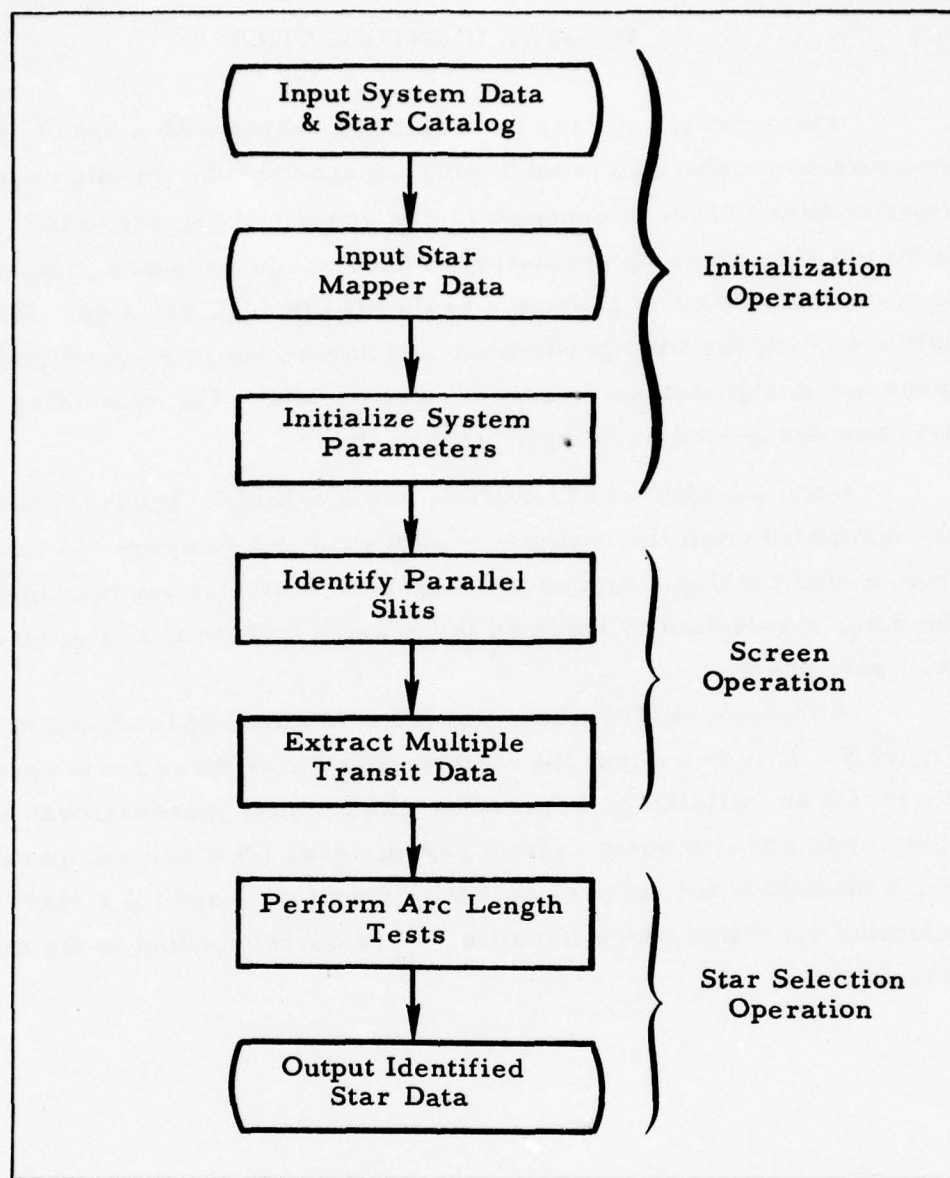 Input System Data
& Star Catalog
Input Star
Mapper Data
Initialize System
Parameters
Initialization
Operation
Identify Parallel
Slits
Extract Multiple
Transit Data
Screen
Operation
Perform Arc Length
Tests
Output Identified
Star Data
Star Selection
Operation